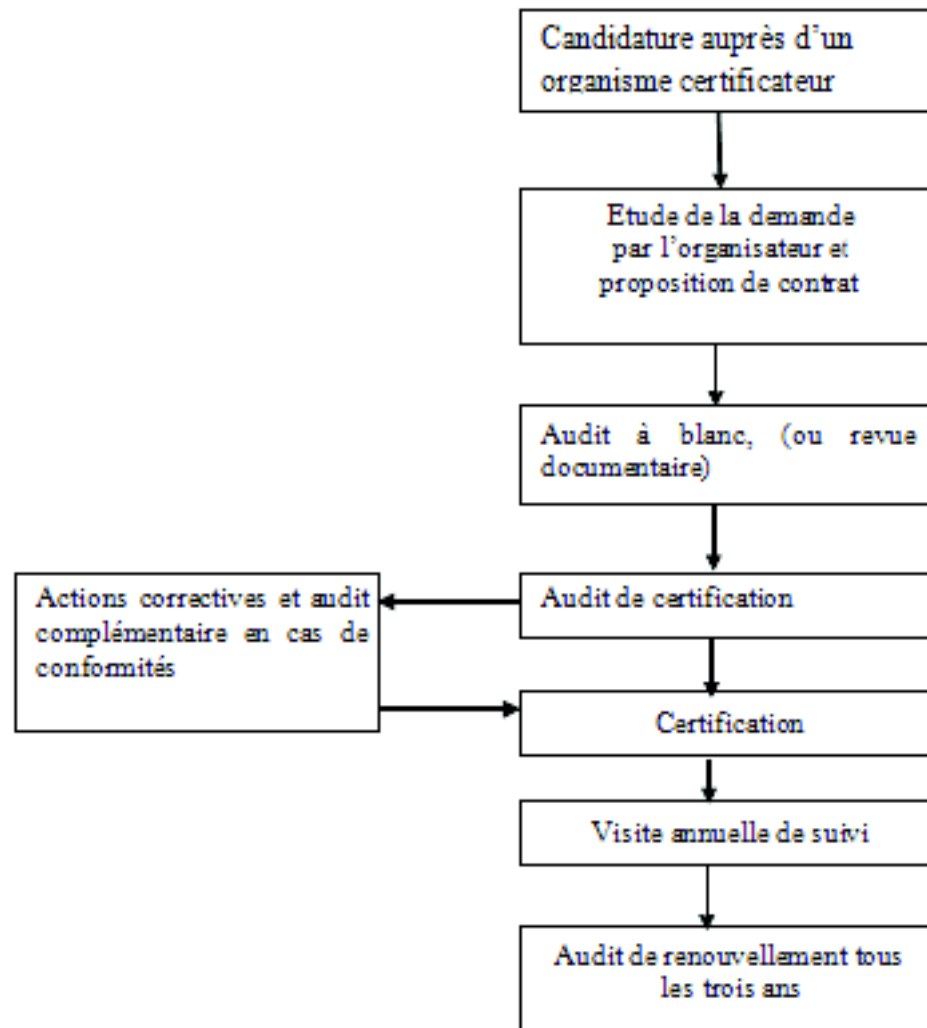 Candidature auprès d'un
organisme certificateur
Etude de la demande
par l'organisateur et
proposition de contrat
Audit à blanc, (ou revue
documentaire)
Audit de certification
Actions correctives et audit
complémentaire en cas de
conformités
Certification
Visite annuelle de suivi
Audit de renouvellement tous
les trois ans